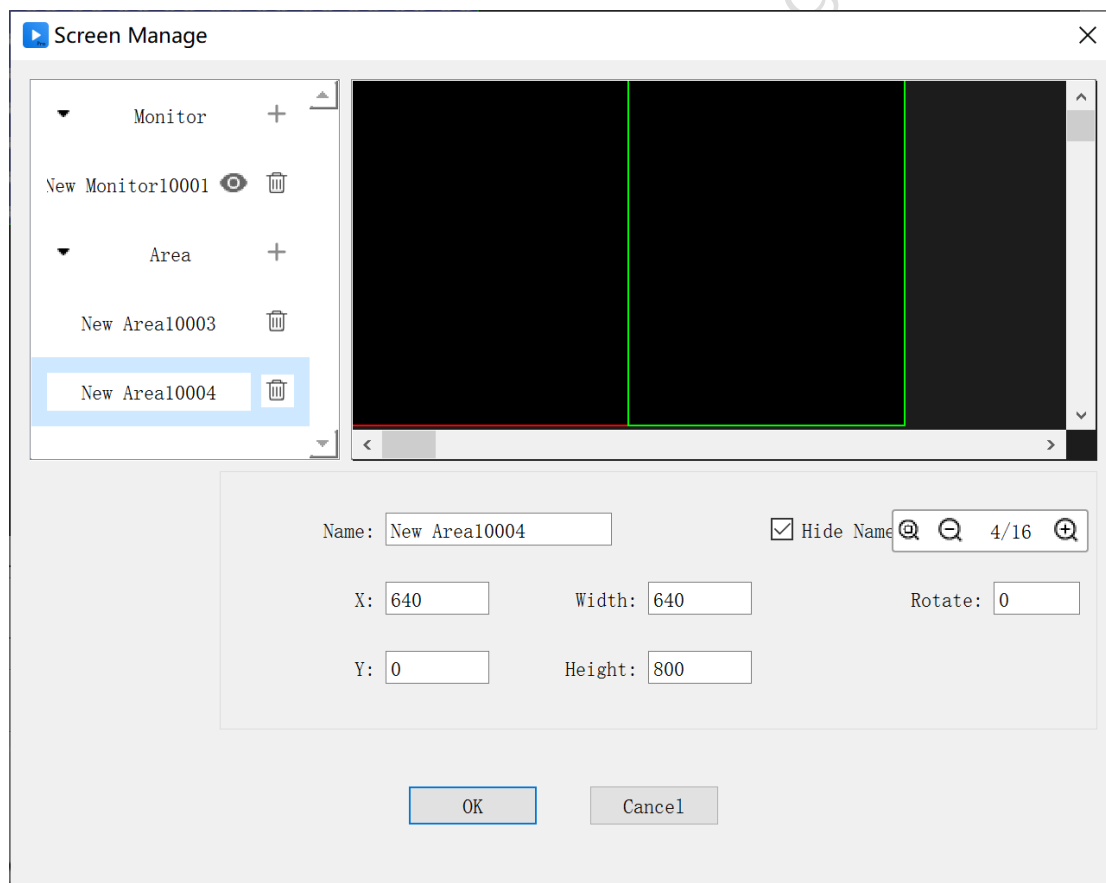 Screen Manage
Monitor
New Monitor10001
Area
New Area10003
New Area10004
Name: New Area10004 Hide Name 4/16
X: 640 Width: 640 Rotate: 0
Y: 0 Height: 800
OK Cancel